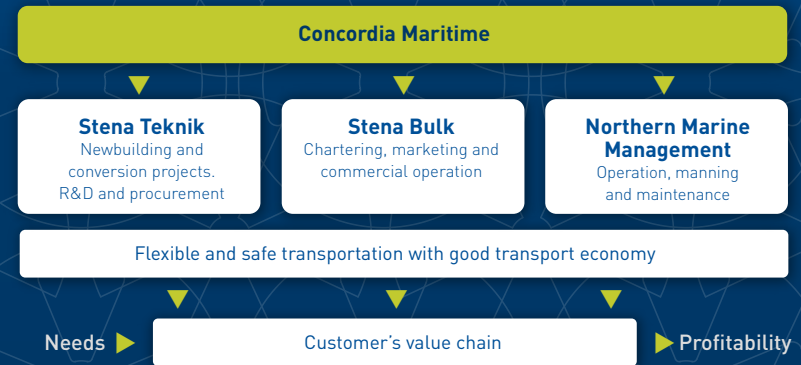 Concordia Maritime
Stena Teknik
Newbuilding and
conversion projects.
R&D and procurement
Stena Bulk
Chartering, marketing and
commercial operation
Northern Marine
Management
Operation, manning
and maintenance
Flexible and safe transportation with good transport economy
Needs
Customer’s value chain
Profitability